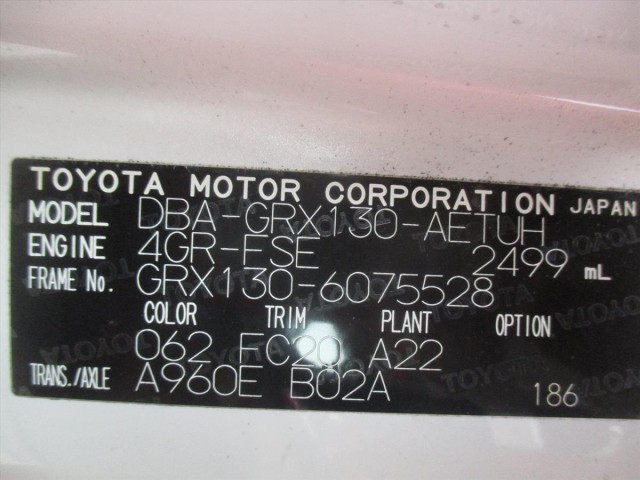 TOYOTA MOTOR CORPORATION JAPAN
MODEL DBA-GRX130-AETUH
ENGINE 4GR-FSE 2499 mL
FRAME No. GRX130-6075528
COLOR TRIM PLANT OPTION
062 FC20 A22
TRANS./AXLE A960E B02A 186